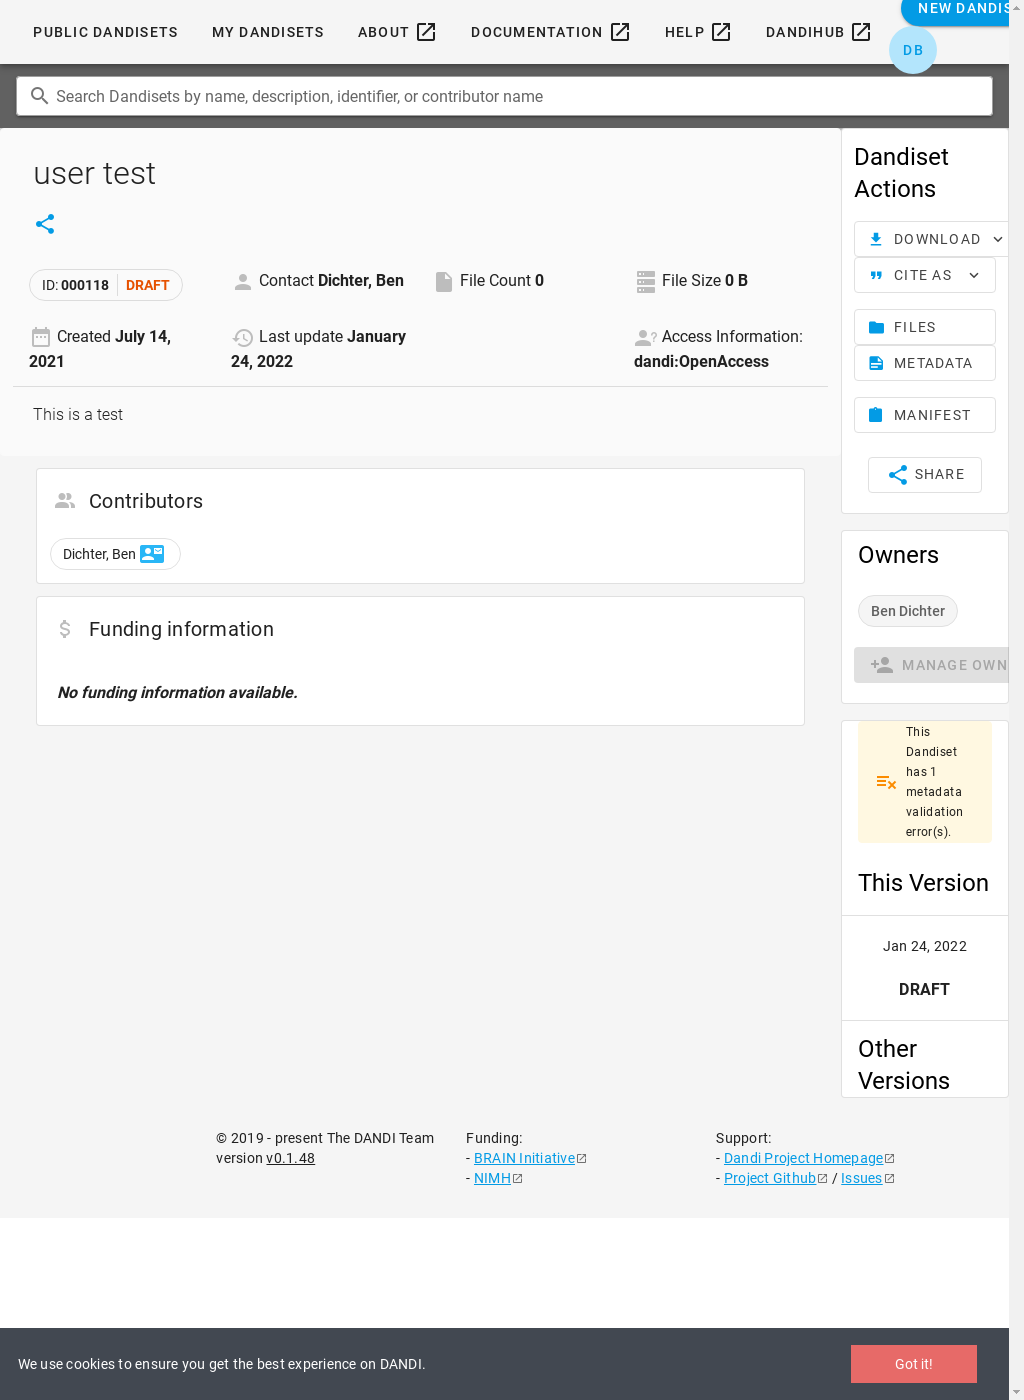 PUBLIC DANDISETS
MY DANDISETS
ABOUT
DOCUMENTATION
HELP
DANDIHUB
NEW DANDIS
DB
Search Dandisets by name, description, identifier, or contributor name
user test
ID: 000118 DRAFT
Contact Dichter, Ben
File Count 0
File Size 0 B
Created July 14,
2021
Last update January
24, 2022
Access Information:
dandi:OpenAccess
This is a test
Contributors
Dichter, Ben
Funding information
No funding information available.
Dandiset
Actions
DOWNLOAD
CITE AS
FILES
METADATA
MANIFEST
SHARE
Owners
Ben Dichter
MANAGE OWN
This
Dandiset
has 1
metadata
validation
error(s).
This Version
Jan 24, 2022
DRAFT
Other
Versions
© 2019 - present The DANDI Team
version v0.1.48
Funding:
- BRAIN Initiative
- NIMH
Support:
- Dandi Project Homepage
- Project Github / Issues
We use cookies to ensure you get the best experience on DANDI.
Got it!